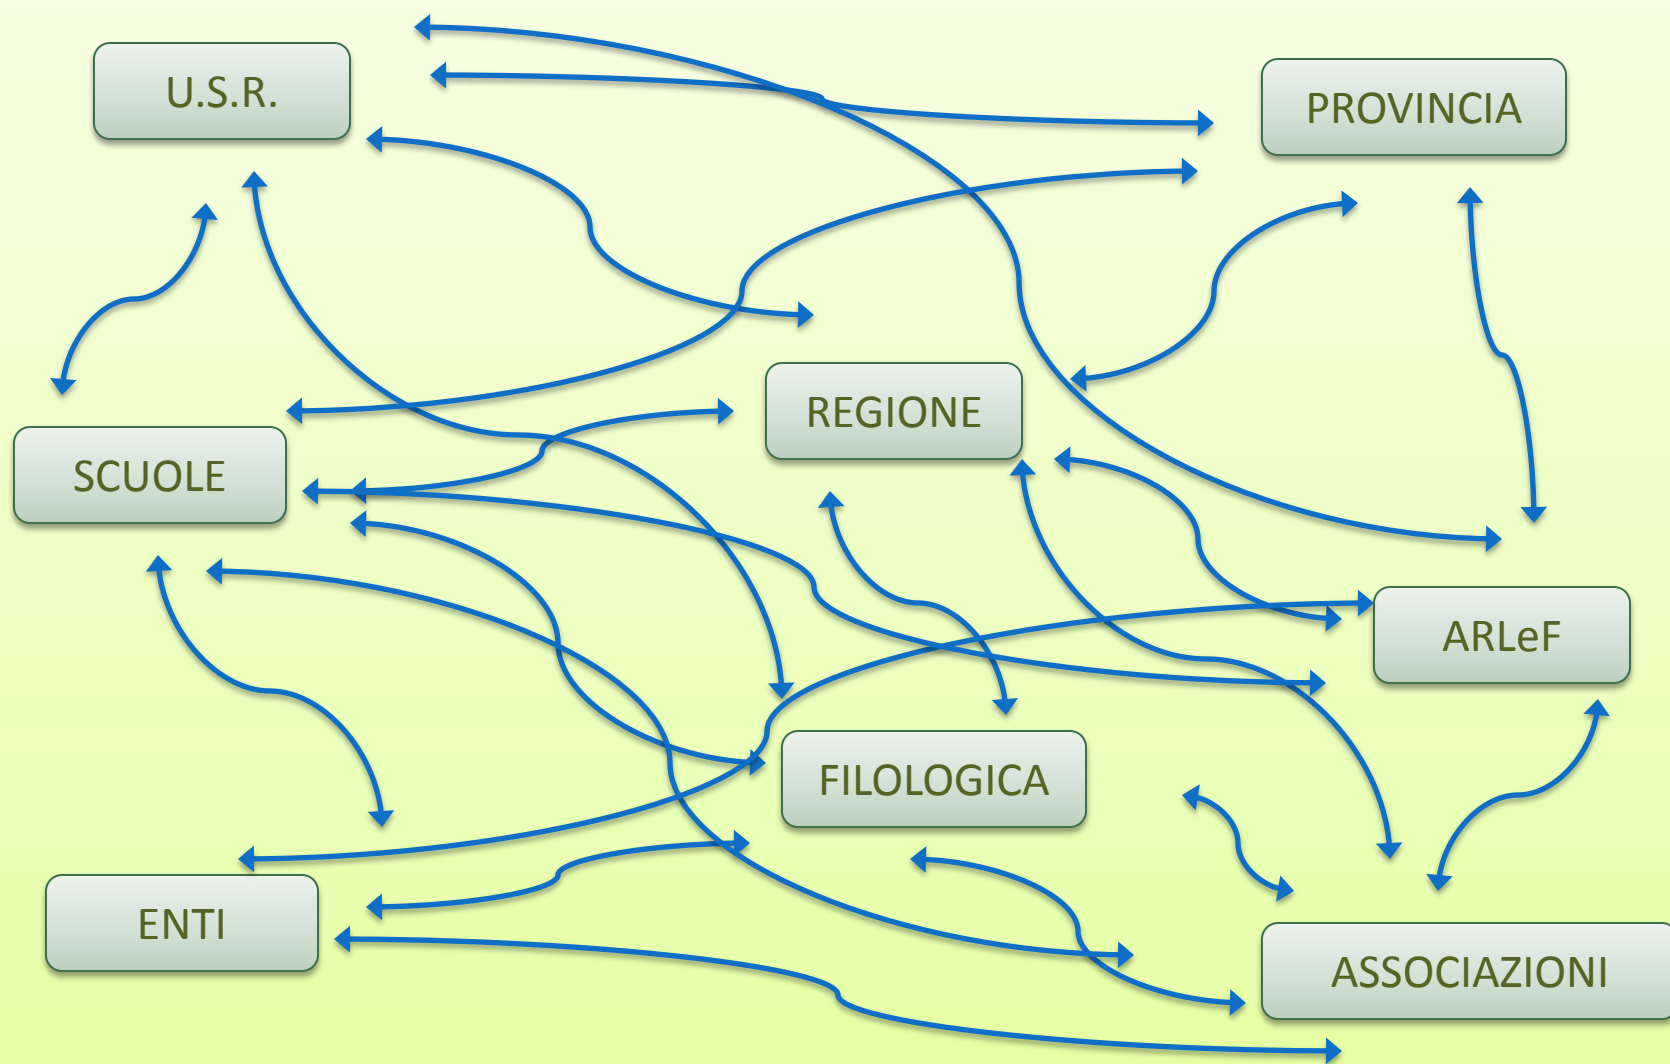 U.S.R.
PROVINCIA
REGIONE
SCUOLE
ARLeF
FILOLOGICA
ENTI
ASSOCIAZIONI